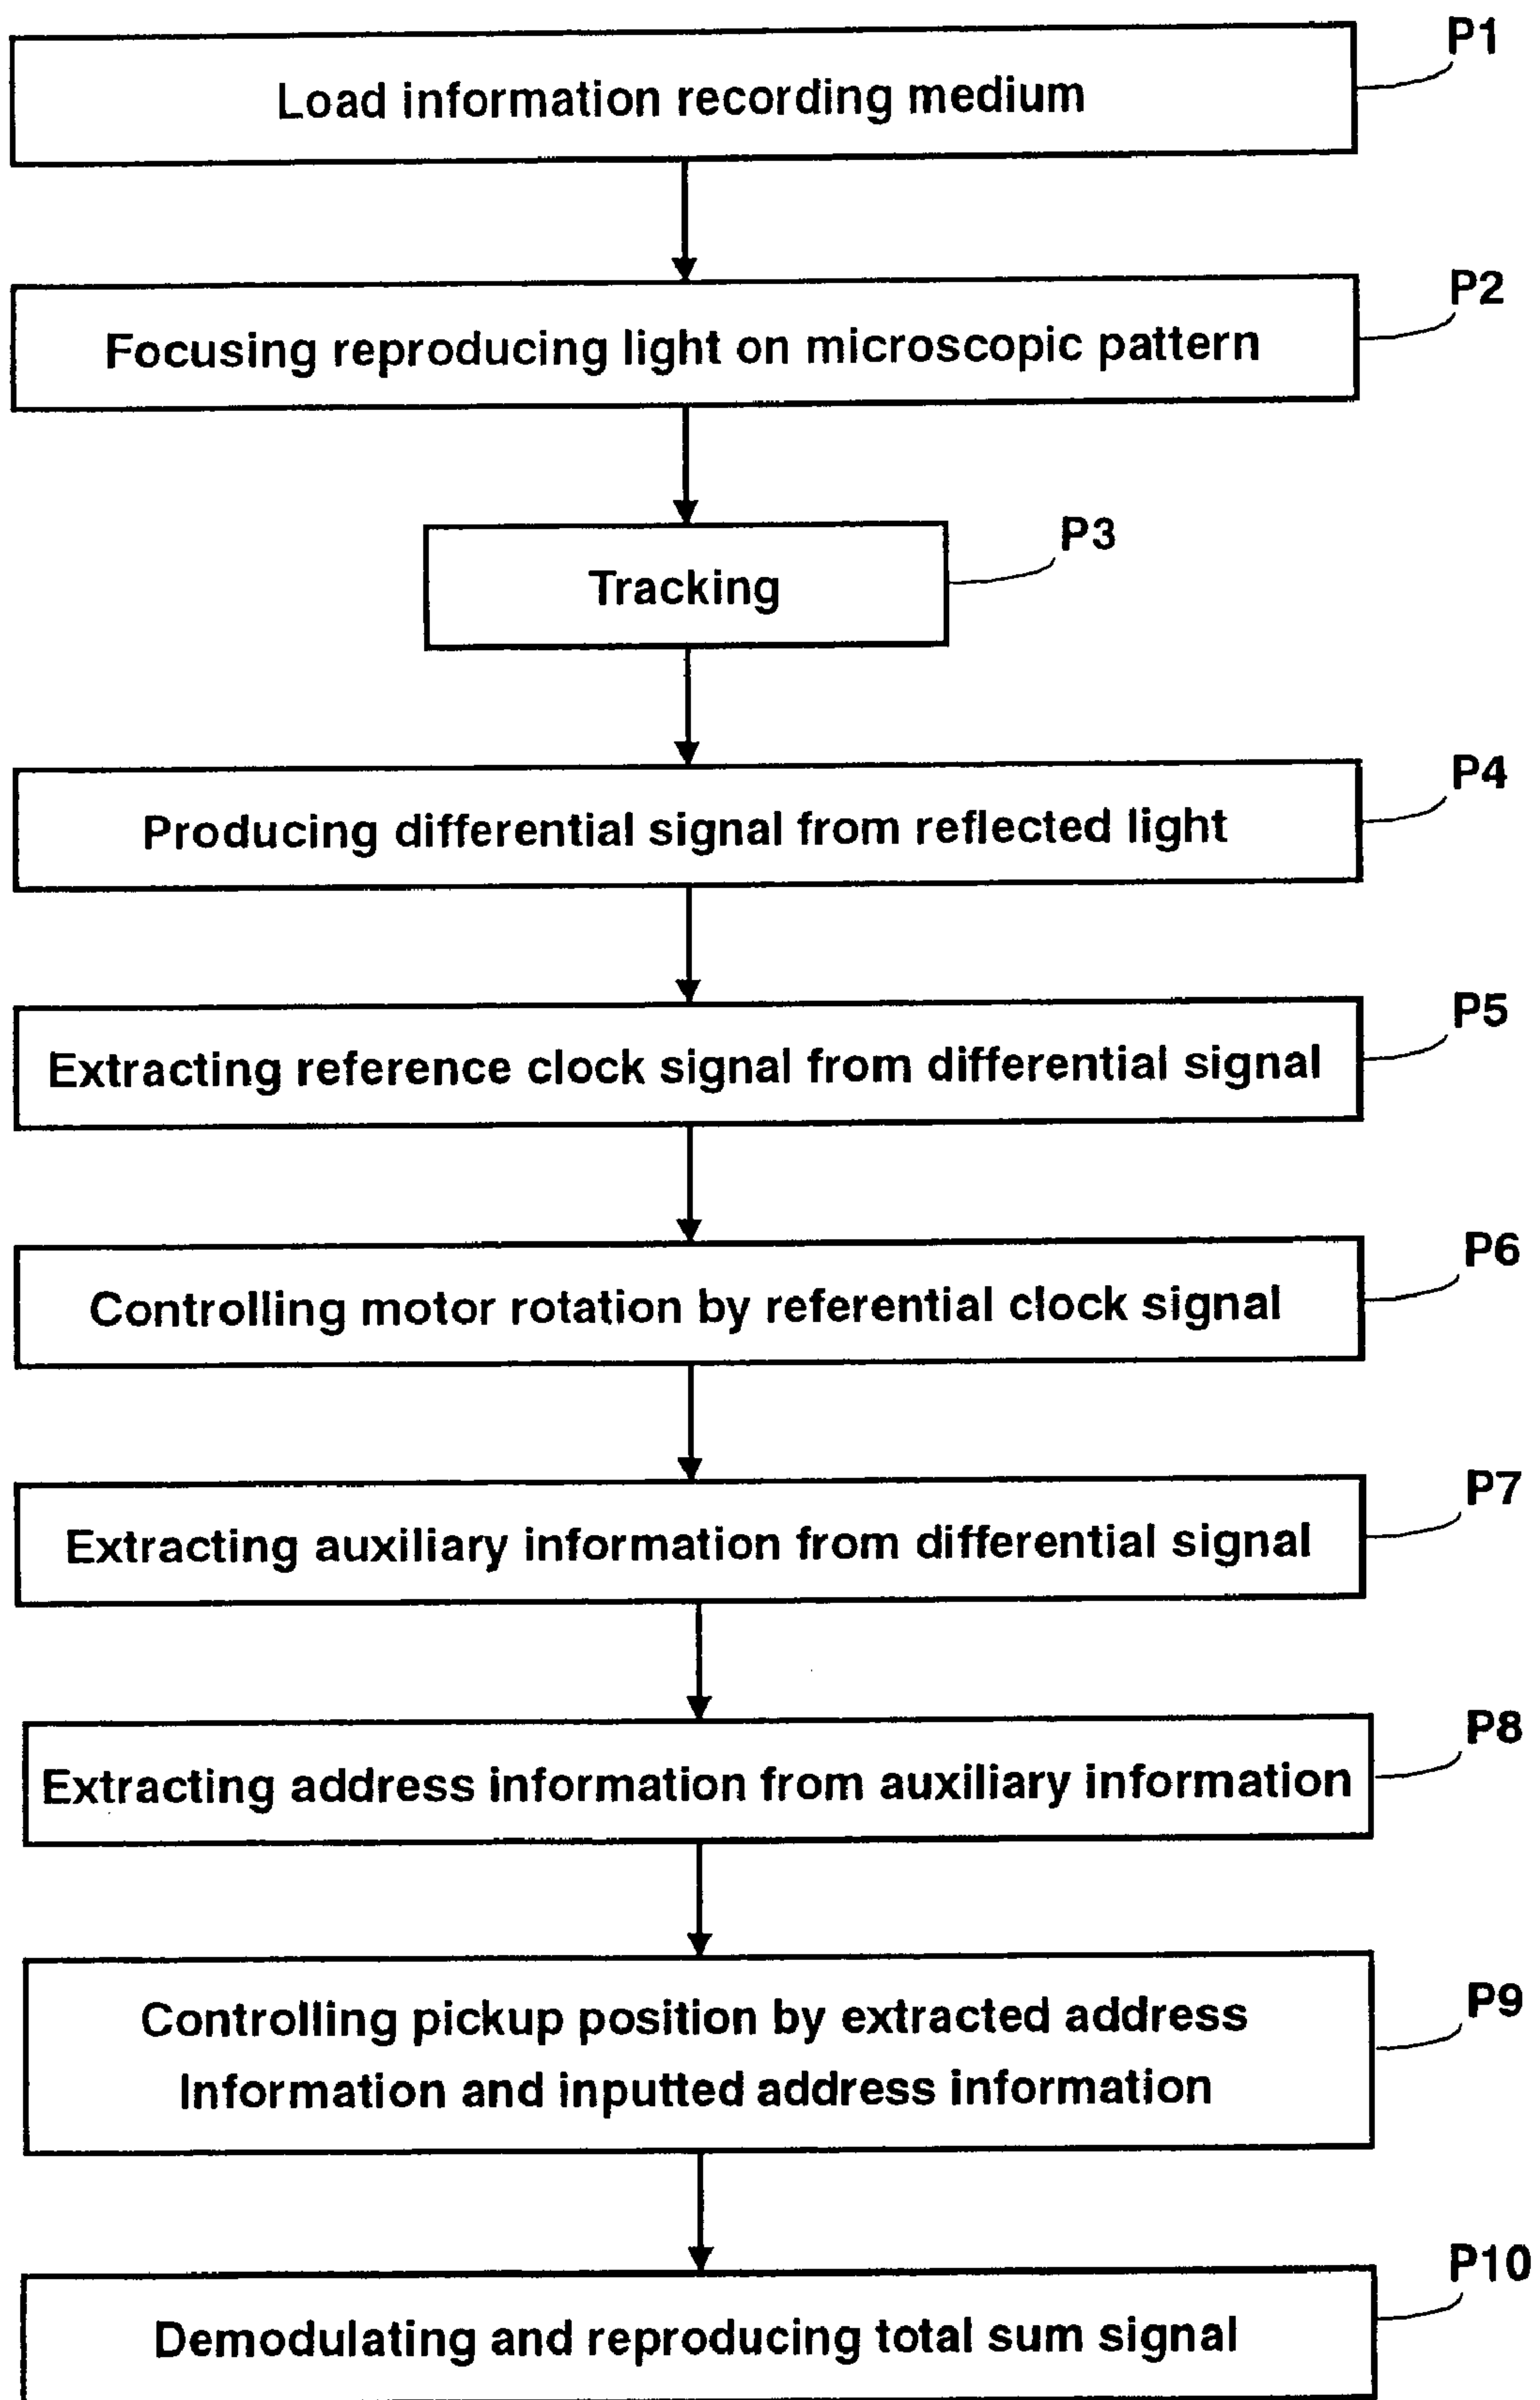 P1
Load information recording medium
P2
Focusing reproducing light on microscopic pattern
P3
Tracking
P4
Producing differential signal from reflected light
P5
Extracting reference clock signal from differential signal
P6
Controlling motor rotation by referential clock signal
P7
Extracting auxiliary information from differential signal
P8
Extracting address information from auxiliary information
P9
Controlling pickup position by extracted address
Information and inputted address information
P10
Demodulating and reproducing total sum signal